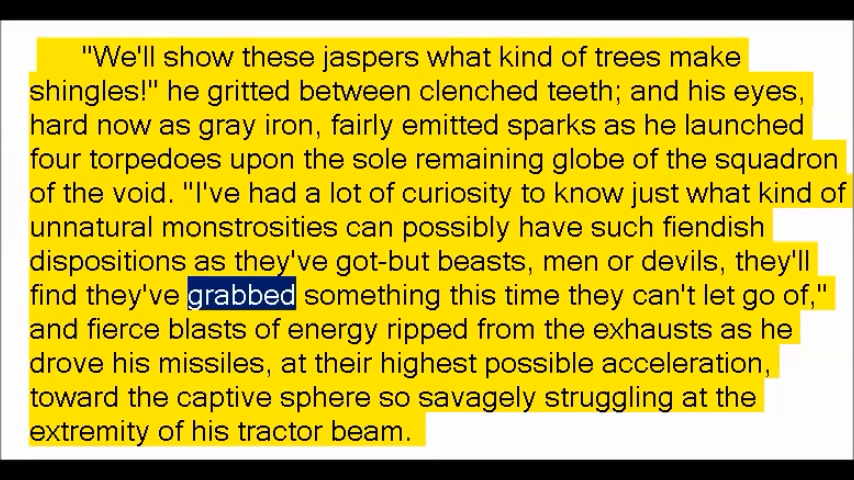 "We'll show these jaspers what kind of trees make
shingles!" he gritted between clenched teeth; and his eyes,
hard now as gray iron, fairly emitted sparks as he launched
four torpedoes upon the sole remaining globe of the squadron
of the void. "I've had a lot of curiosity to know just what kind of
unnatural monstrosities can possibly have such fiendish
dispositions as they've got-but beasts, men or devils, they'll
find they've grabbed something this time they can't let go of,"
and fierce blasts of energy ripped from the exhausts as he
drove his missiles, at their highest possible acceleration,
toward the captive sphere so savagely struggling at the
extremity of his tractor beam.